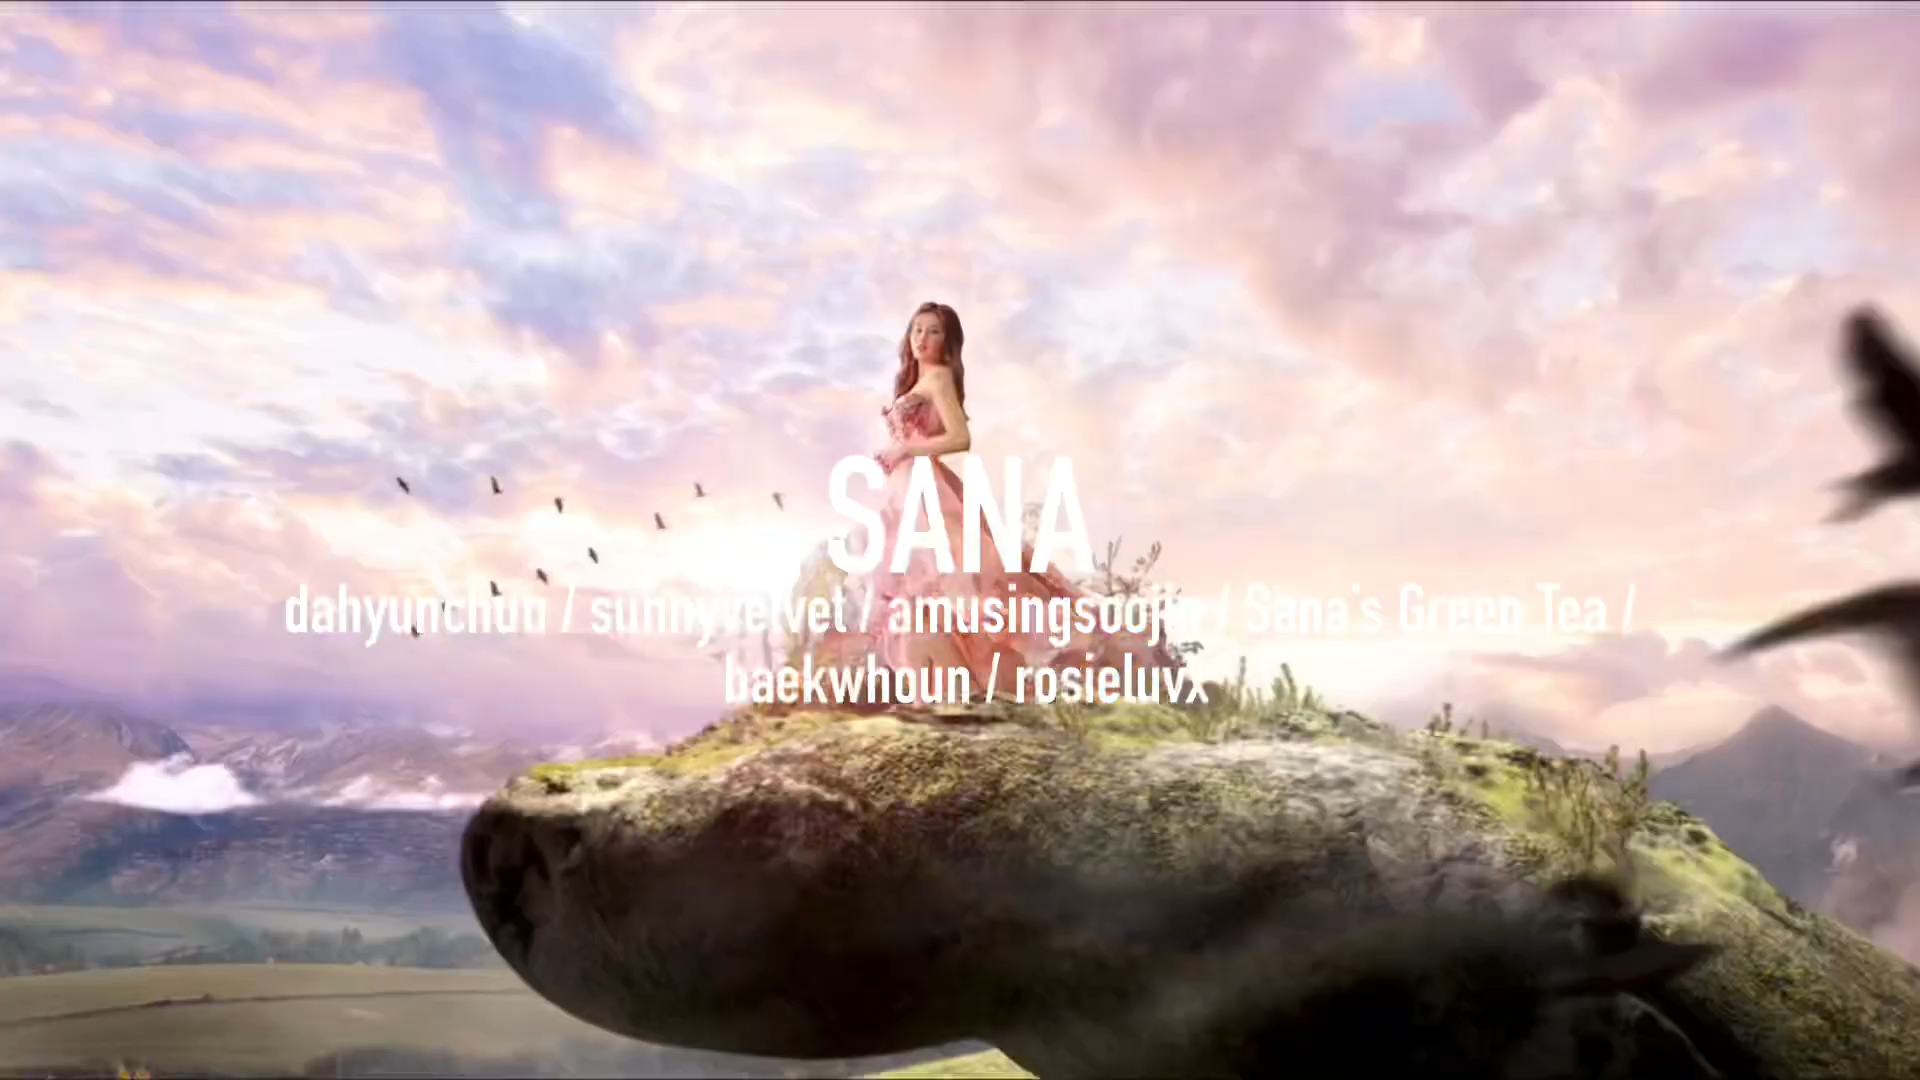 SANA
dahyunchuu / sunnyvelvet / amusingsoojin / Sana's Green Tea /
baekwhoun / rosieluvx